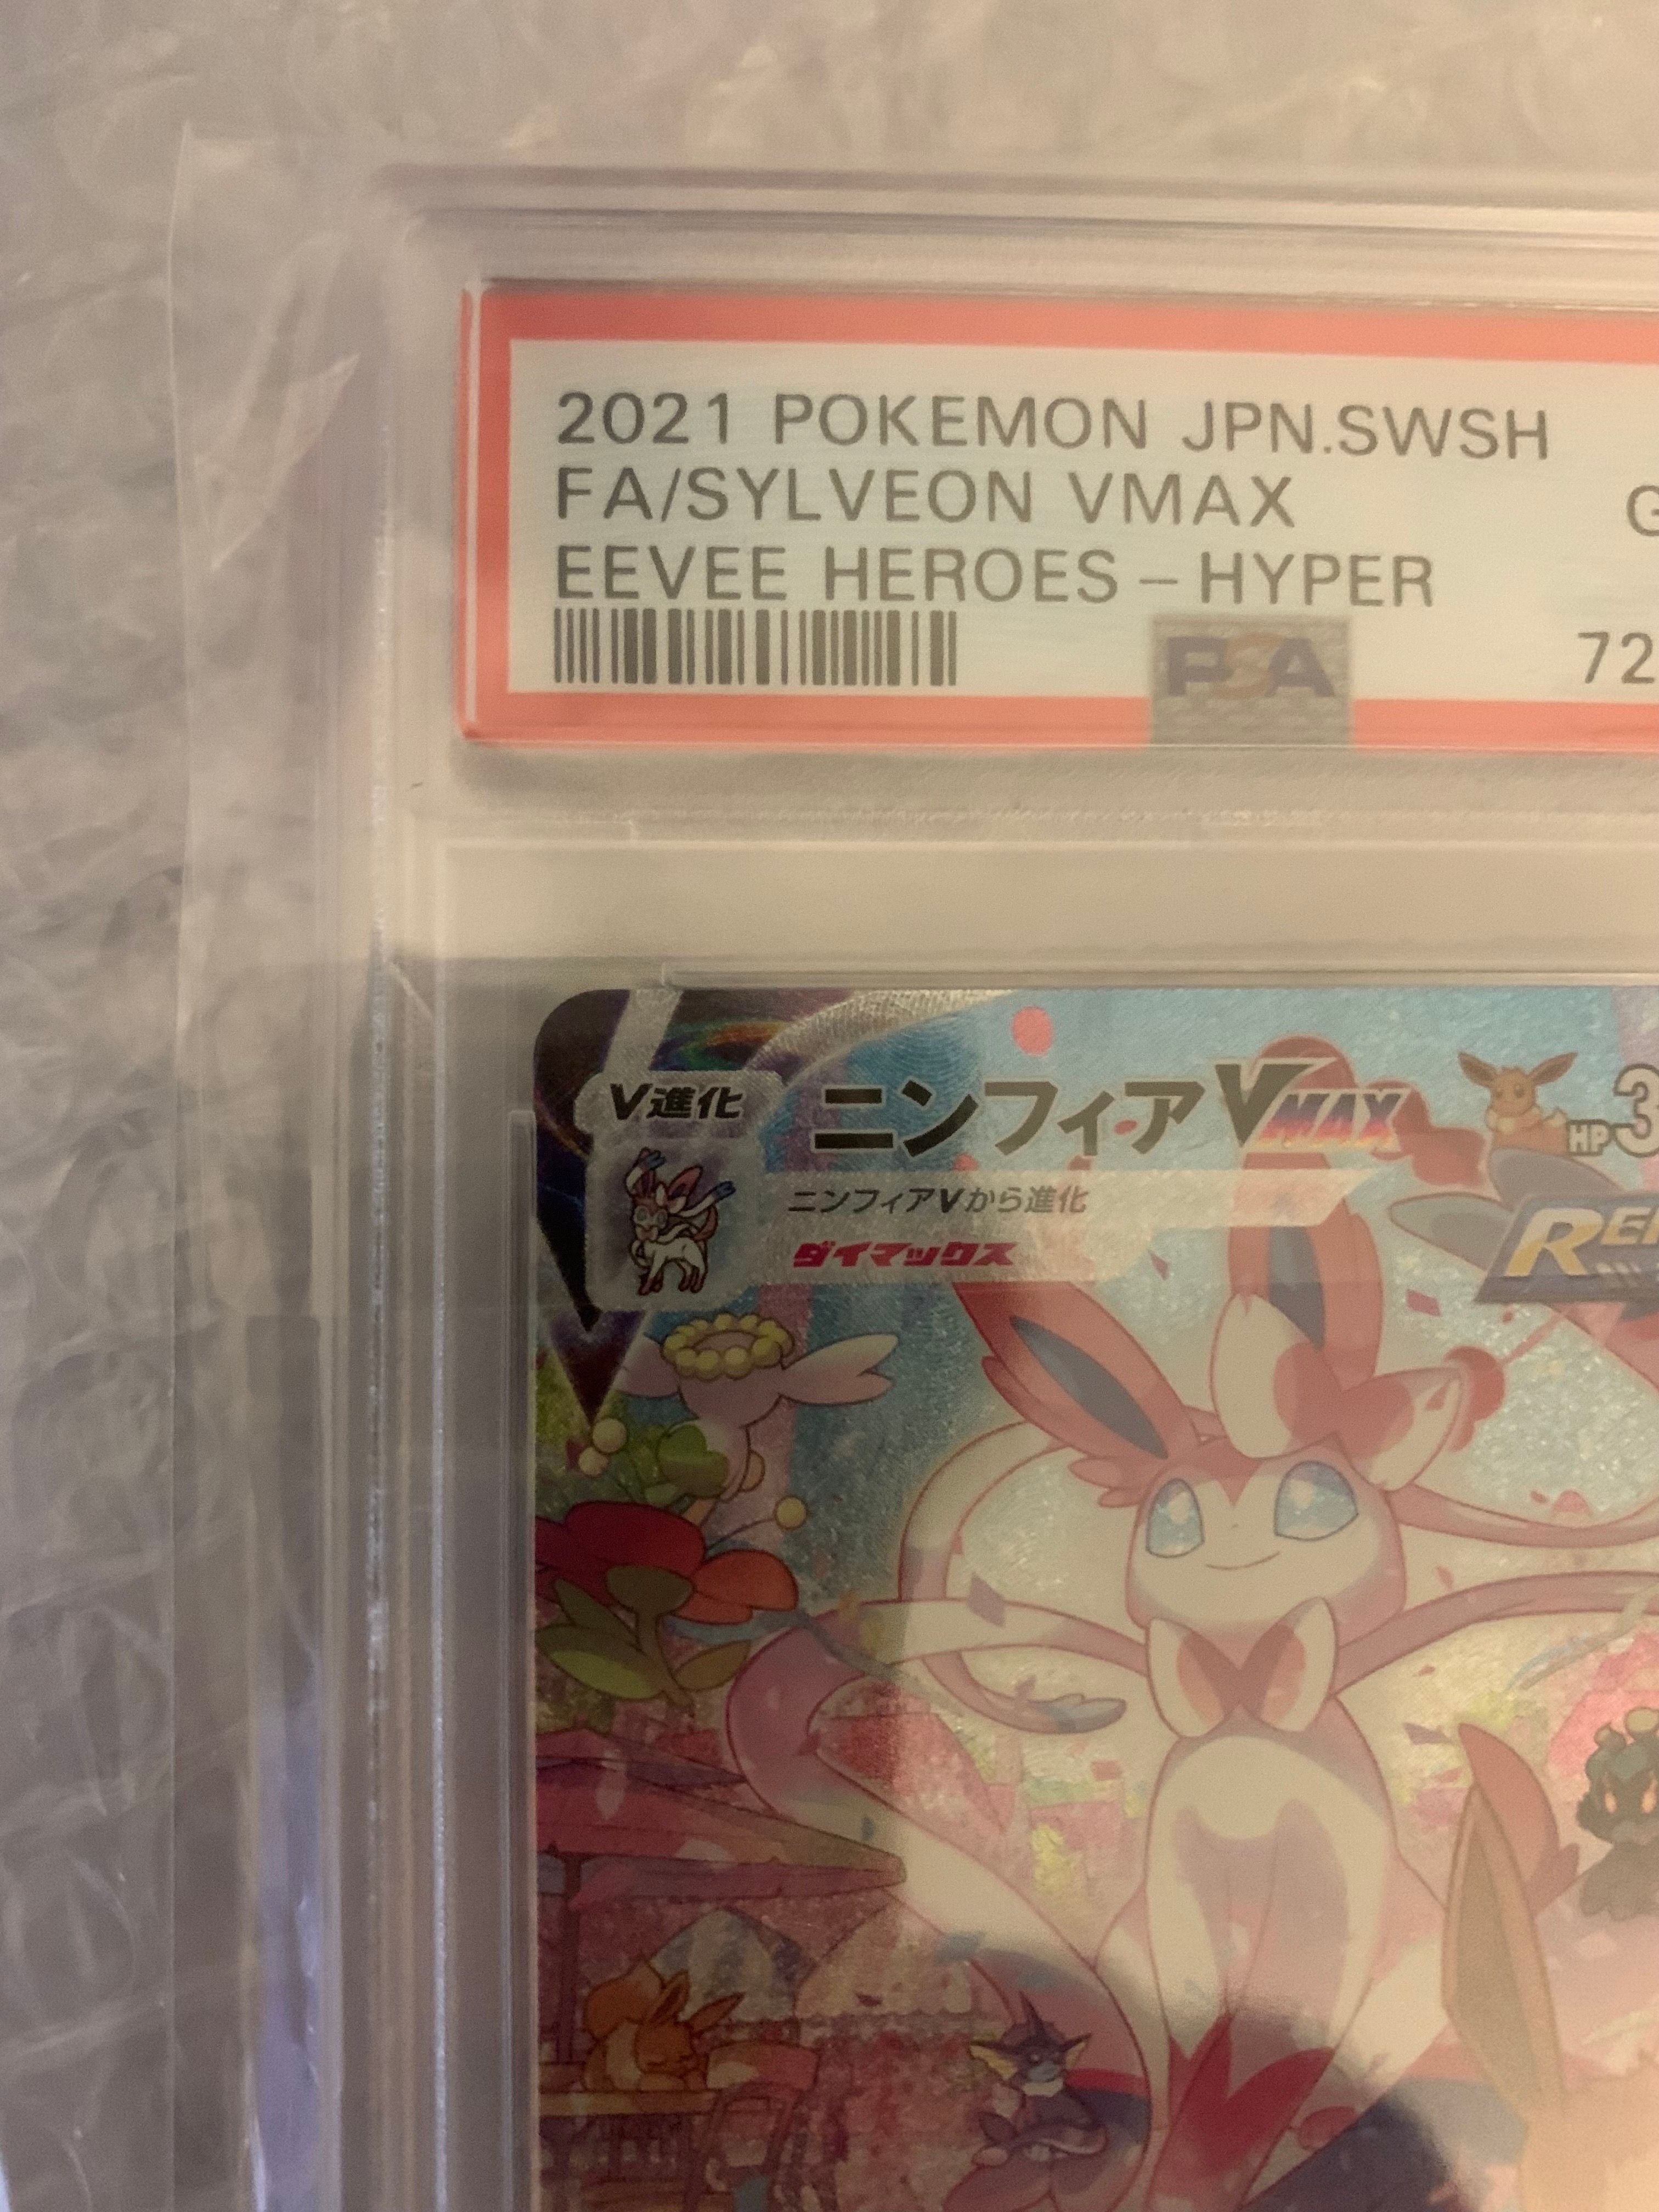 2021 POKEMON JPN.SWSH
FA/SYLVEON VMAX
EEVEE HEROES – HYPER
PSA
72
V進化
ニンフィアVMAX
HP3
ニンフィアVから進化
ダイマックス